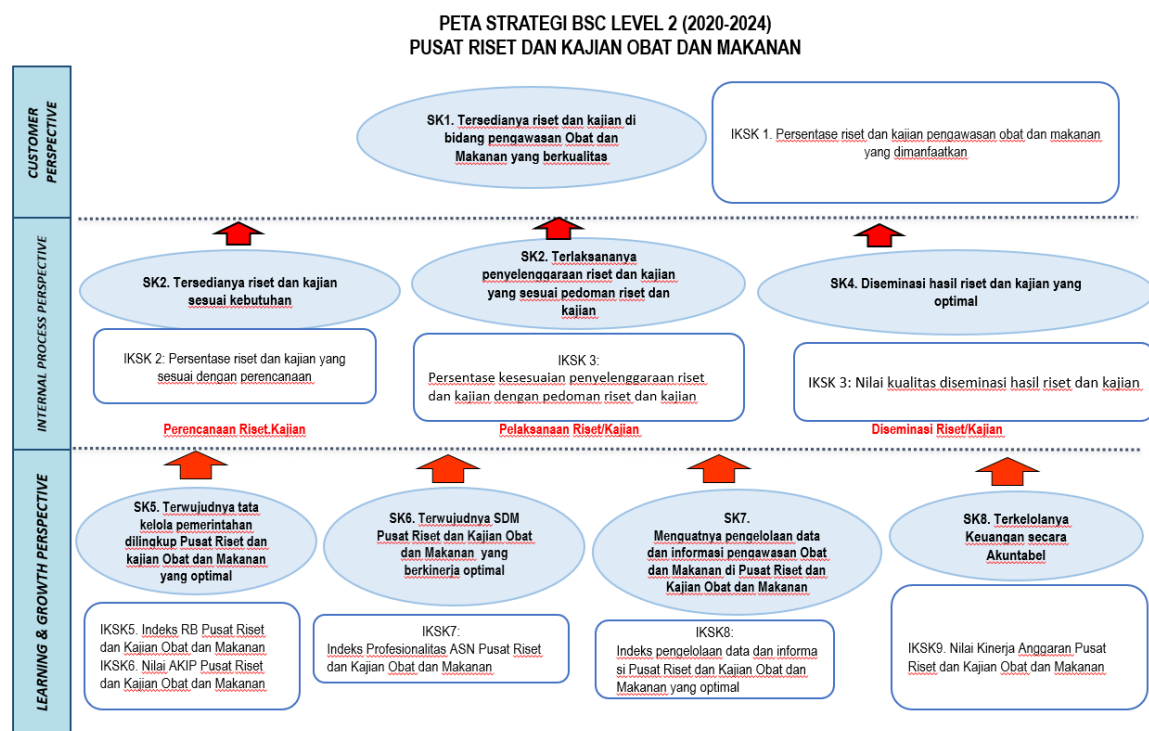 PETA STRATEGI BSC LEVEL 2 (2020-2024)
PUSAT RISET DAN KAJIAN OBAT DAN MAKANAN
CUSTOMER
PERSPECTIVE
SK1. Tersedianya riset dan kajian di
bidang pengawasan Obat dan
Makanan yang berkualitas
IKSK 1. Persentase riset dan kajian pengawasan obat dan makanan
yang dimanfaatkan
INTERNAL PROCESS PERSPECTIVE
SK2. Tersedianya riset dan kajian
sesuai kebutuhan
IKSK 2: Persentase riset dan kajian yang
sesuai dengan perencanaan
Perencanaan Riset.Kajian
SK2. Terlaksananya
penyelenggaraan riset dan kajian
yang sesuai pedoman riset dan
kajian
IKSK 3:
Persentase kesesuaian penyelenggaraan riset
dan kajian dengan pedoman riset dan kajian
Pelaksanaan Riset/Kajian
SK4. Diseminasi hasil riset dan kajian yang
optimal
IKSK 3: Nilai kualitas diseminasi hasil riset dan kajian
Diseminasi Riset/Kajian
LEARNING & GROWTH PERSPECTIVE
SK5. Terwujudnya tata
kelola pemerintahan
dilingkup Pusat Riset dan
kajian Obat dan Makanan
yang optimal
IKSK5. Indeks RB Pusat Riset
dan Kajian Obat dan Makanan
IKSK6. Nilai AKIP Pusat Riset
dan Kajian Obat dan Makanan
SK6. Terwujudnya SDM
Pusat Riset dan Kajian Obat
dan Makanan yang
berkinerja optimal
IKSK7:
Indeks Profesionalitas ASN Pusat Riset
dan Kajian Obat dan Makanan
SK7.
Menguatnya pengelolaan data
dan informasi pengawasan Obat
dan Makanan di Pusat Riset dan
Kajian Obat dan Makanan
IKSK8:
Indeks pengelolaan data dan informa
si Pusat Riset dan Kajian Obat dan
Makanan yang optimal
SK8. Terkelolanya
Keuangan secara
Akuntabel
IKSK9. Nilai Kinerja Anggaran Pusat
Riset dan Kajian Obat dan Makanan